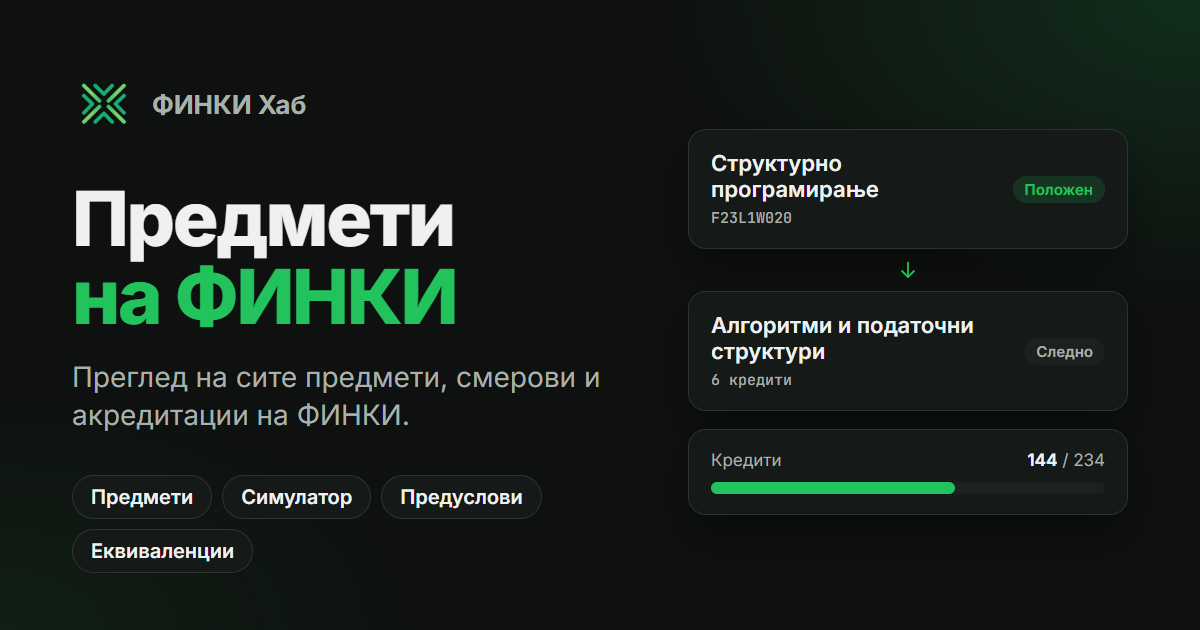 ФИНКИ Хаб
Предмети
на ФИНКИ
Преглед на сите предмети, смерови и
акредитации на ФИНКИ.
Предмети
Симулатор
Предуслови
Еквиваленции
Структурно
програмирање
F23L1W020
Положен
↓
Алгоритми и податочни
структури
6 кредити
Следно
Кредити
144 / 234